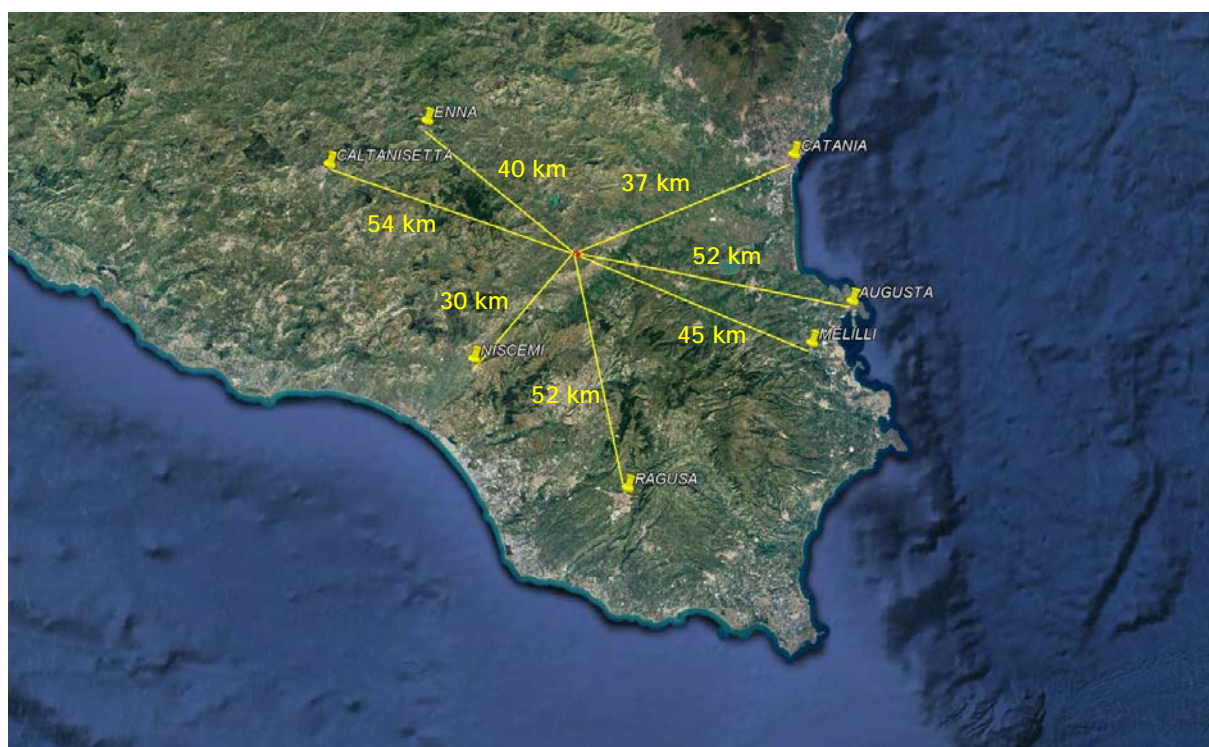 ENNA
CATANIA
CALTANISETTA
40 km
37 km
54 km
52 km
AUGUSTA
30 km
45 km
MELILLI
NISCEMI
52 km
RAGUSA